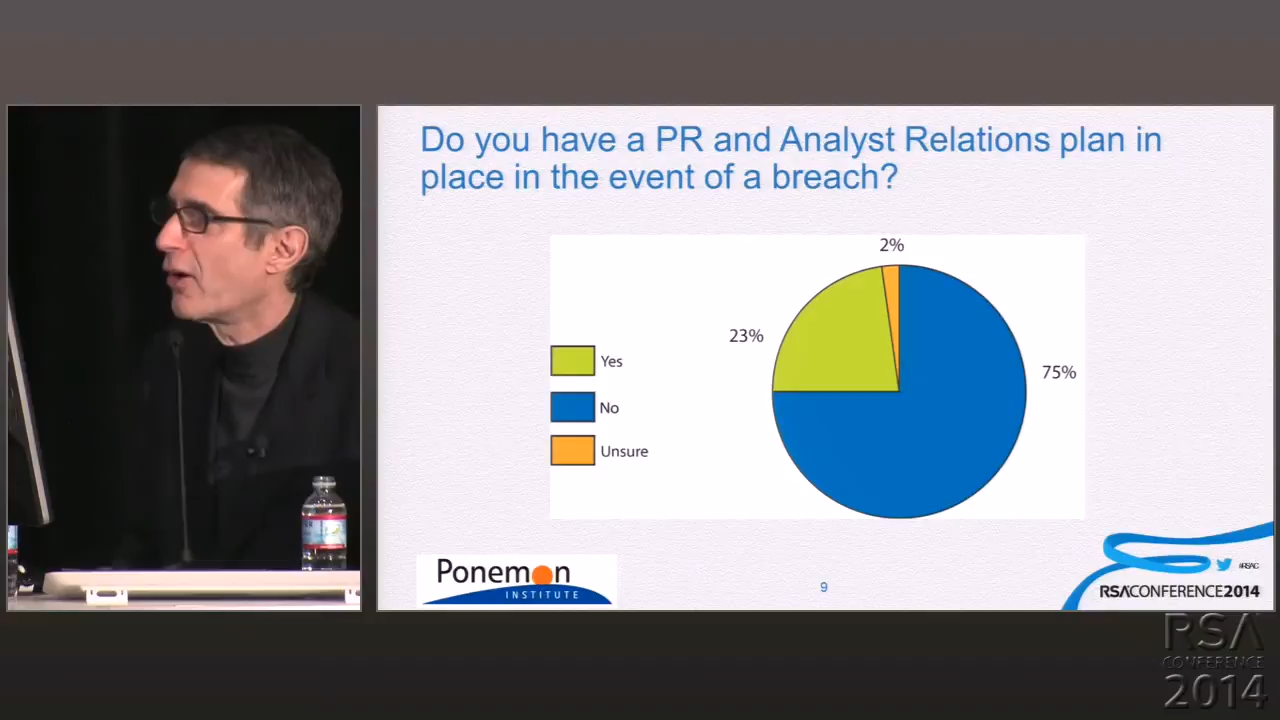 Do you have a PR and Analyst Relations plan in
place in the event of a breach?
2%
23%
75%
Yes
No
Unsure
Ponemon
INSTITUTE
9
#RSAC
RSACONFERENCE2014
RSA
CONFERENCE
2014